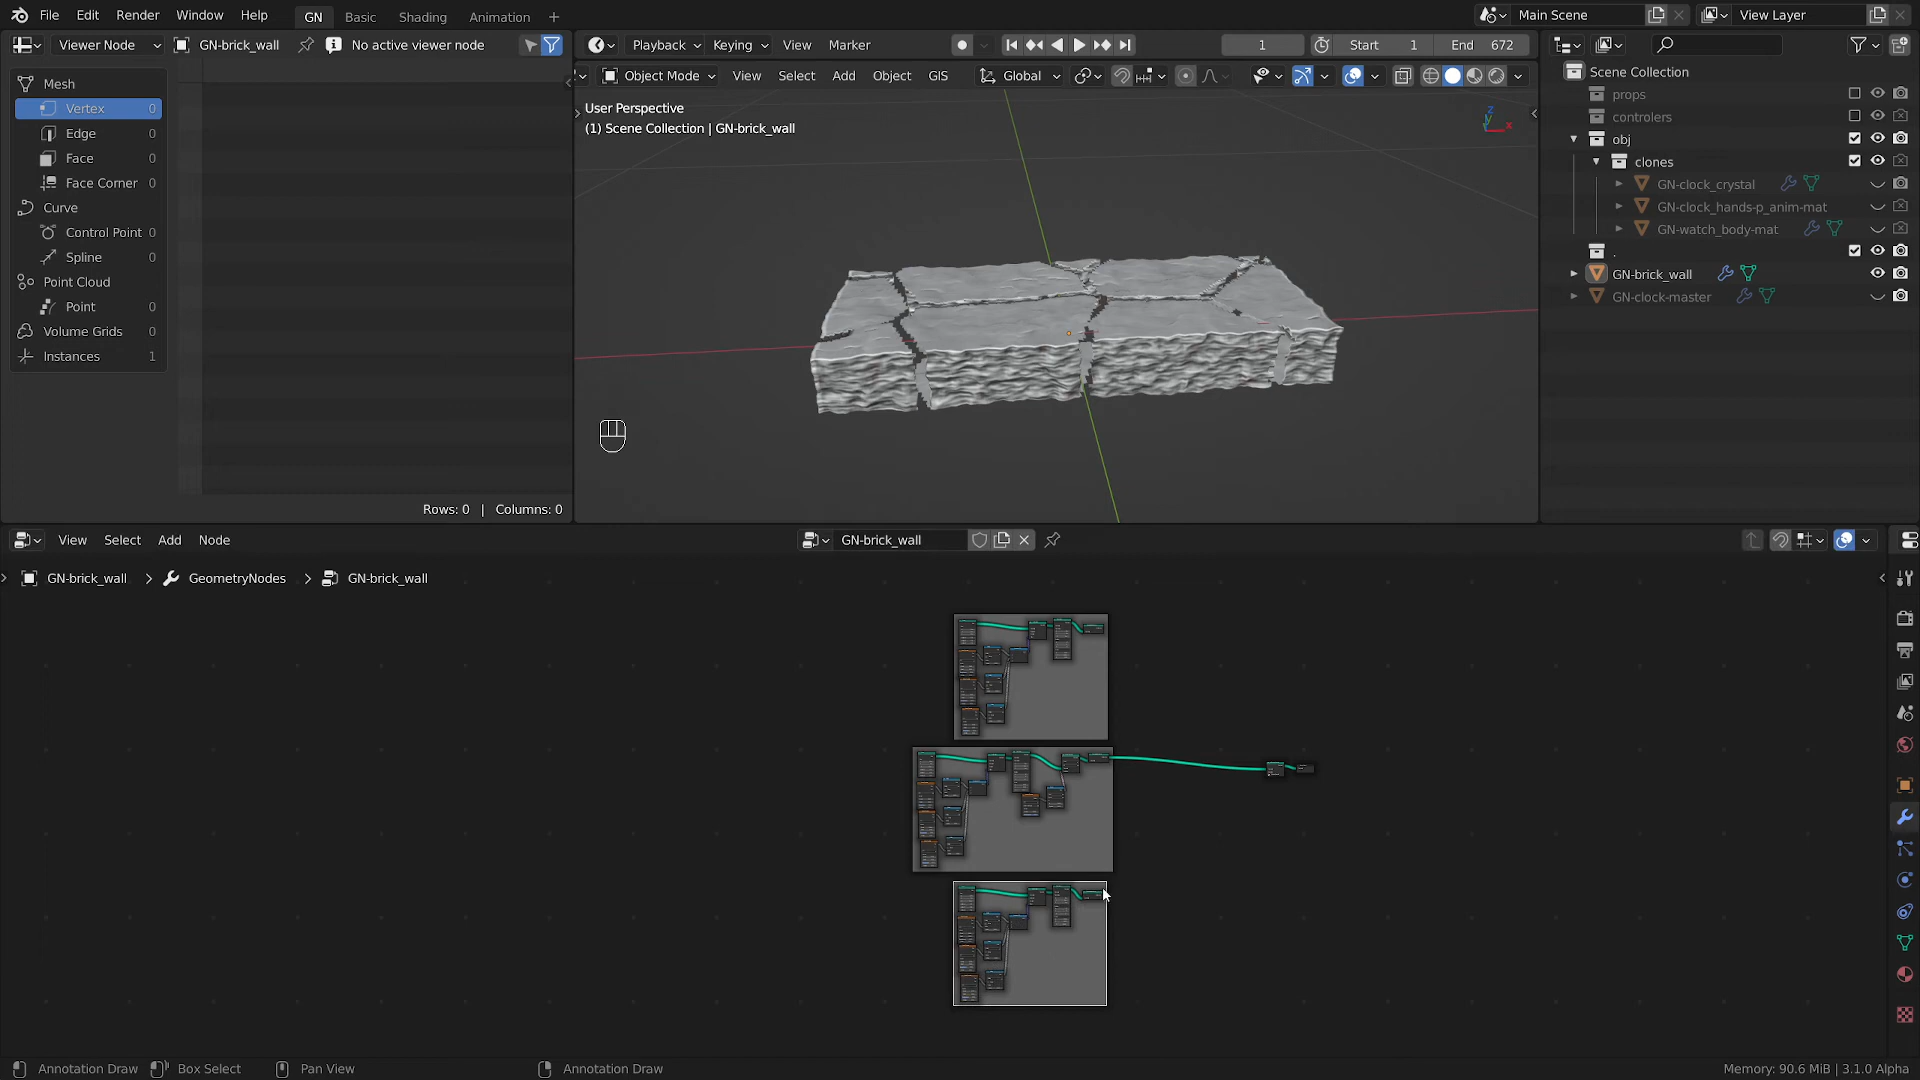 File Edit Render Window Help GN Basic Shading Animation + Main Scene View Layer
Viewer Node GN-brick_wall No active viewer node
Playback Keying View Marker 1 Start 1 End 672
Object Mode View Select Add Object GIS Global
Mesh
Vertex 0
Edge 0
Face 0
Face Corner 0
Curve
Control Point 0
Spline 0
Point Cloud
Point 0
Volume Grids 0
Instances 1
Rows: 0 | Columns: 0
User Perspective
(1) Scene Collection | GN-brick_wall
Z
Y
X
Scene Collection
props
controlers
obj
clones
GN-clock_crystal
GN-clock_hands-p_anim-mat
GN-watch_body-mat
.
GN-brick_wall
GN-clock-master
View Select Add Node GN-brick_wall
GN-brick_wall > GeometryNodes > GN-brick_wall
Annotation Draw Box Select Pan View Annotation Draw Memory: 90.6 MiB | 3.1.0 Alpha